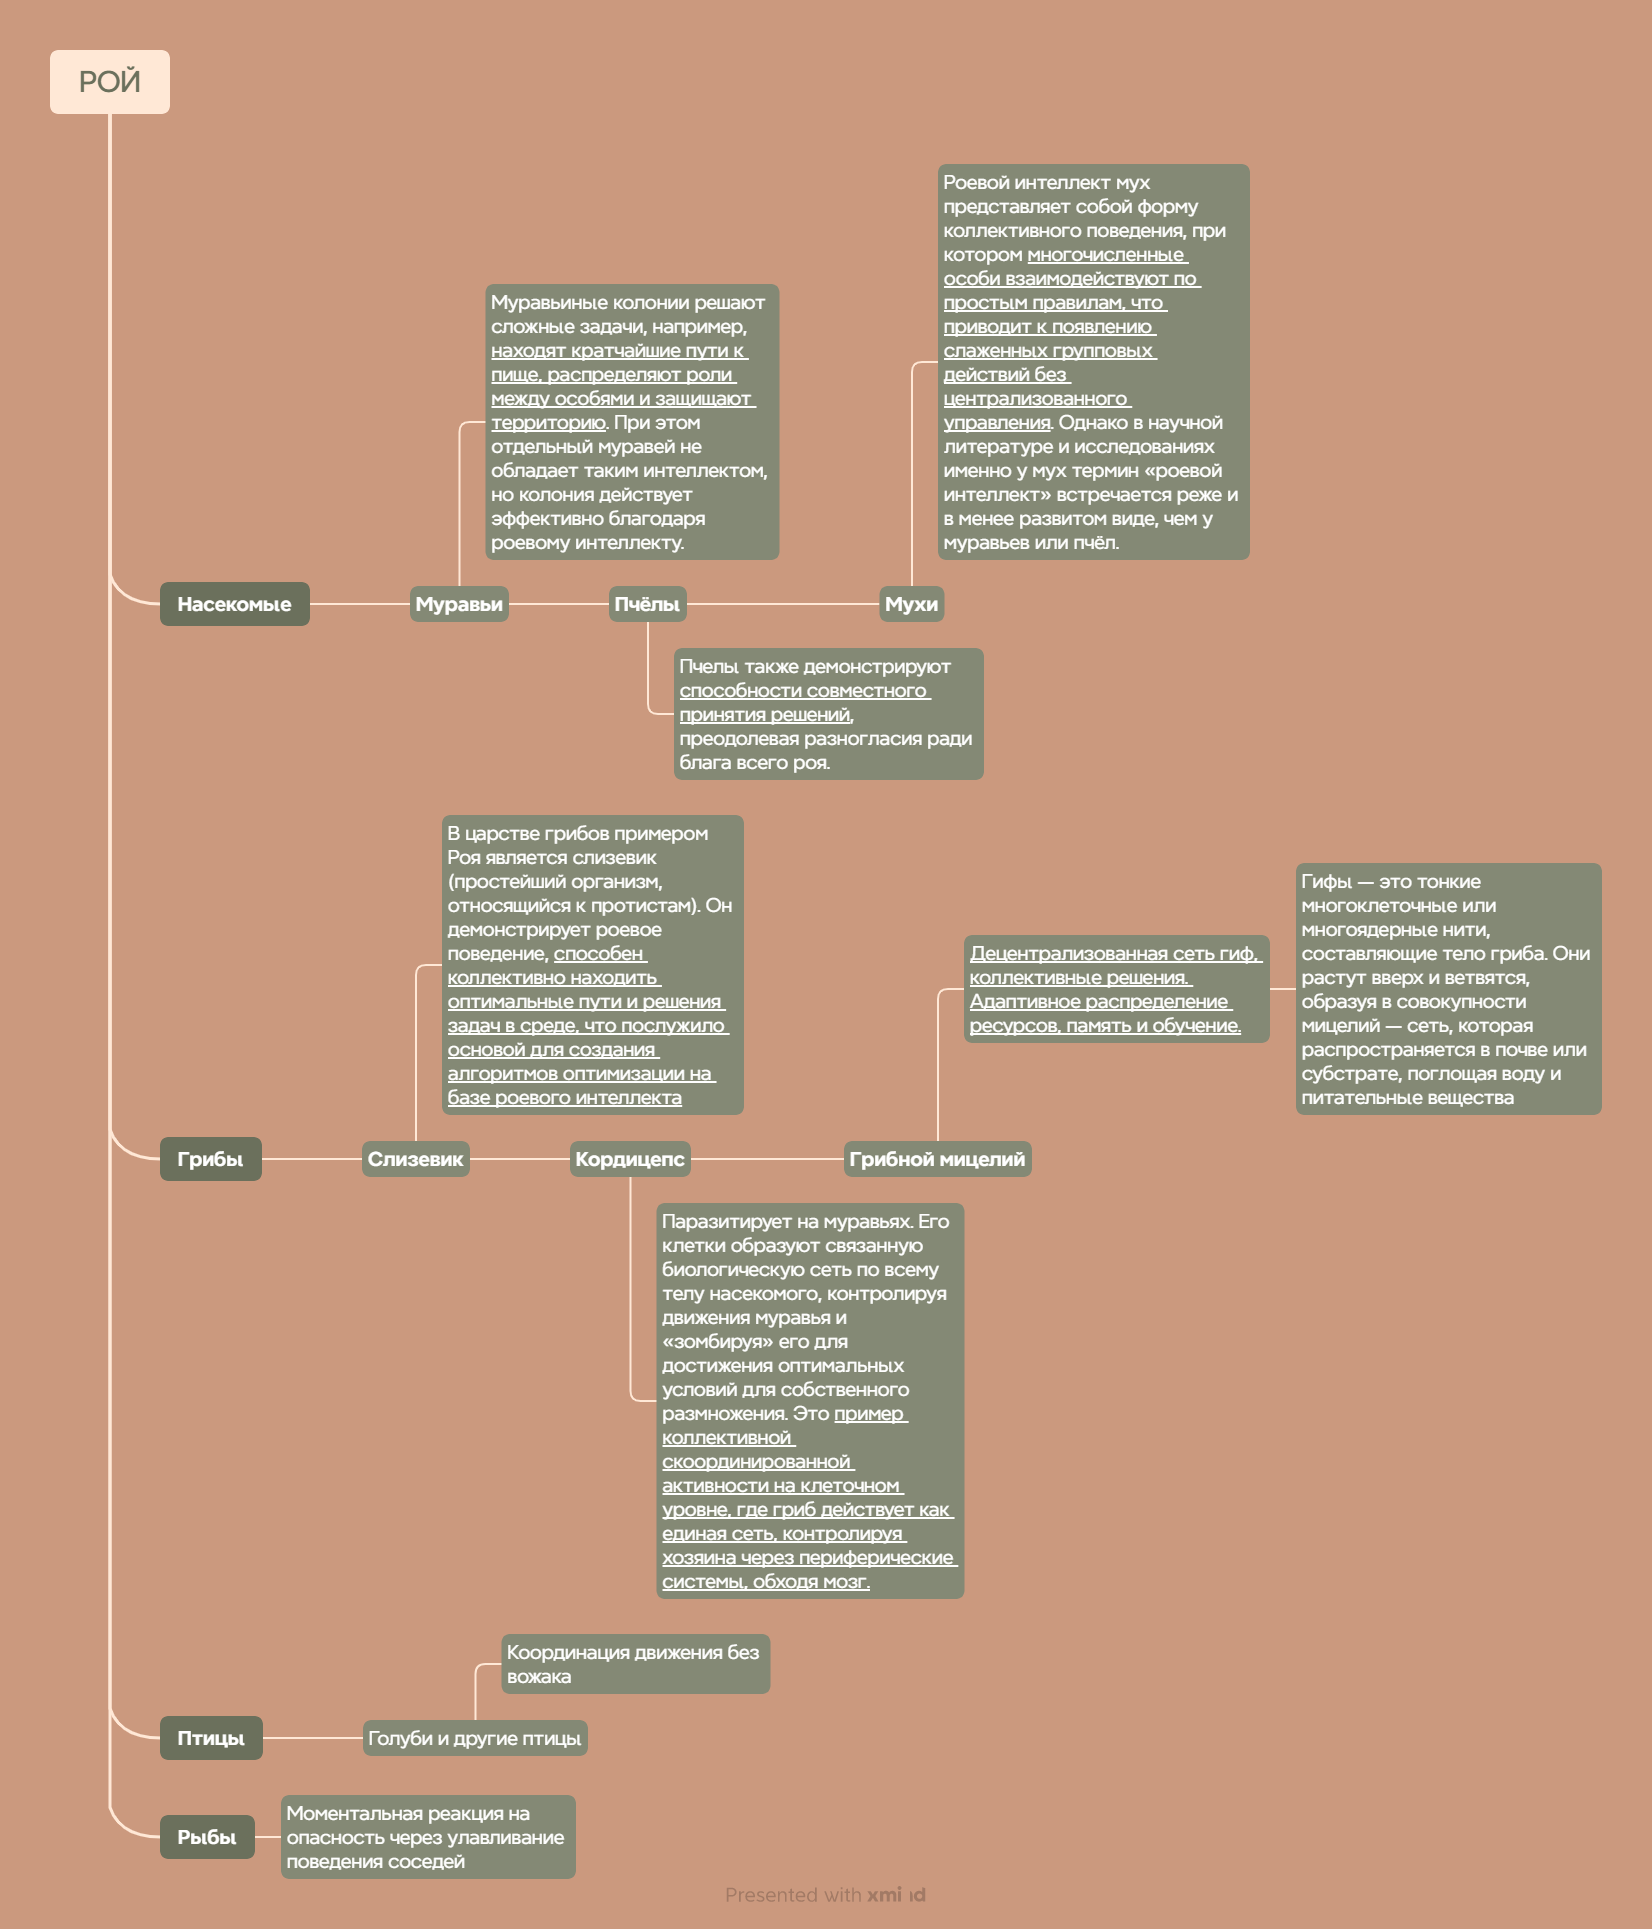 РОЙ
Роевой интеллект мух
представляет собой форму
коллективного поведения, при
котором многочисленные
особи взаимодействуют по
простым правилам, что
приводит к появлению
слаженных групповых
действий без
централизованного
управления. Однако в научной
литературе и исследованиях
именно у мух термин «роевой
интеллект» встречается реже и
в менее развитом виде, чем у
муравьев или пчёл.
Муравьиные колонии решают
сложные задачи, например,
находят кратчайшие пути к
пище, распределяют роли
между особями и защищают
территорию. При этом
отдельный муравей не
обладает таким интеллектом,
но колония действует
эффективно благодаря
роевому интеллекту.
Насекомые
Муравьи
Пчёлы
Мухи
Пчелы также демонстрируют
способности совместного
принятия решений,
преодолевая разногласия ради
блага всего роя.
В царстве грибов примером
Роя является слизевик
(простейший организм,
относящийся к протистам). Он
демонстрирует роевое
поведение, способен
коллективно находить
оптимальные пути и решения
задач в среде, что послужило
основой для создания
алгоритмов оптимизации на
базе роевого интеллекта
Децентрализованная сеть гиф,
коллективные решения.
Адаптивное распределение
ресурсов, память и обучение.
Гифы — это тонкие
многоклеточные или
многоядерные нити,
составляющие тело гриба. Они
растут вверх и ветвятся,
образуя в совокупности
мицелий — сеть, которая
распространяется в почве или
субстрате, поглощая воду и
питательные вещества
Грибы
Слизевик
Кордицепс
Грибной мицелий
Паразитирует на муравьях. Его
клетки образуют связанную
биологическую сеть по всему
телу насекомого, контролируя
движения муравья и
«зомбируя» его для
достижения оптимальных
условий для собственного
размножения. Это пример
коллективной
скоординированной
активности на клеточном
уровне, где гриб действует как
единая сеть, контролируя
хозяина через периферические
системы, обходя мозг.
Координация движения без
вожака
Птицы
Голуби и другие птицы
Рыбы
Моментальная реакция на
опасность через улавливание
поведения соседей
Presented with xmind